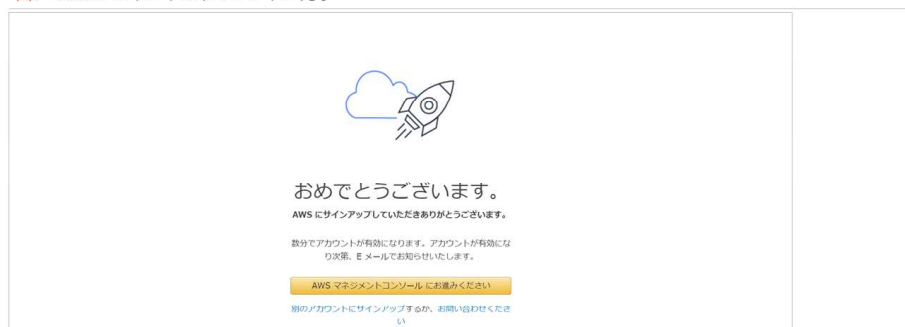 おめでとうございます。
AWS にサインアップしていただきありがとうございます。
数分でアカウントが有効になります。アカウントが有効にな
り次第、E メールでお知らせいたします。
AWS マネジメントコンソール にお進みください
別のアカウントにサインアップするか、お問い合わせくださ
い